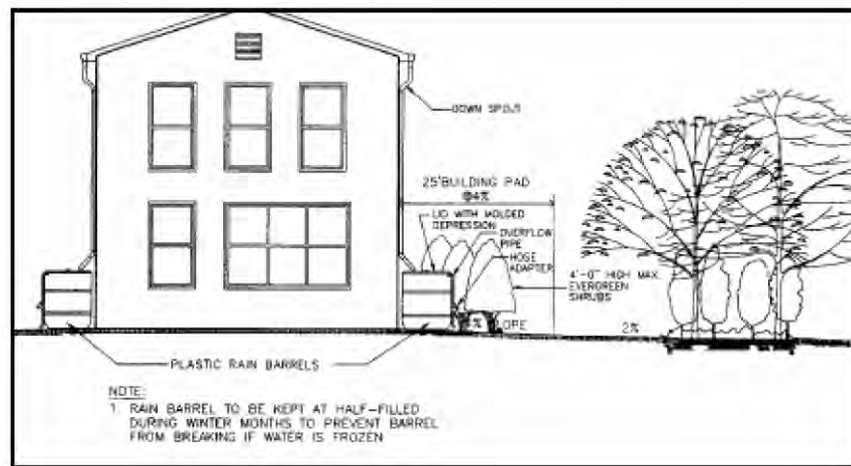 DOWN SPOUT
25'BUILDING PAD
@4%
LID WITH MOLDED
DEPRESSION
OVERFLOW
PIPE
HOSE
ADAPTER
4'-0" HIGH MAX.
EVERGREEN
SHRUBS
2%
PLASTIC RAIN BARRELS
NOTE:
1. RAIN BARREL TO BE KEPT AT HALF-FILLED
DURING WINTER MONTHS TO PREVENT BARREL
FROM BREAKING IF WATER IS FROZEN